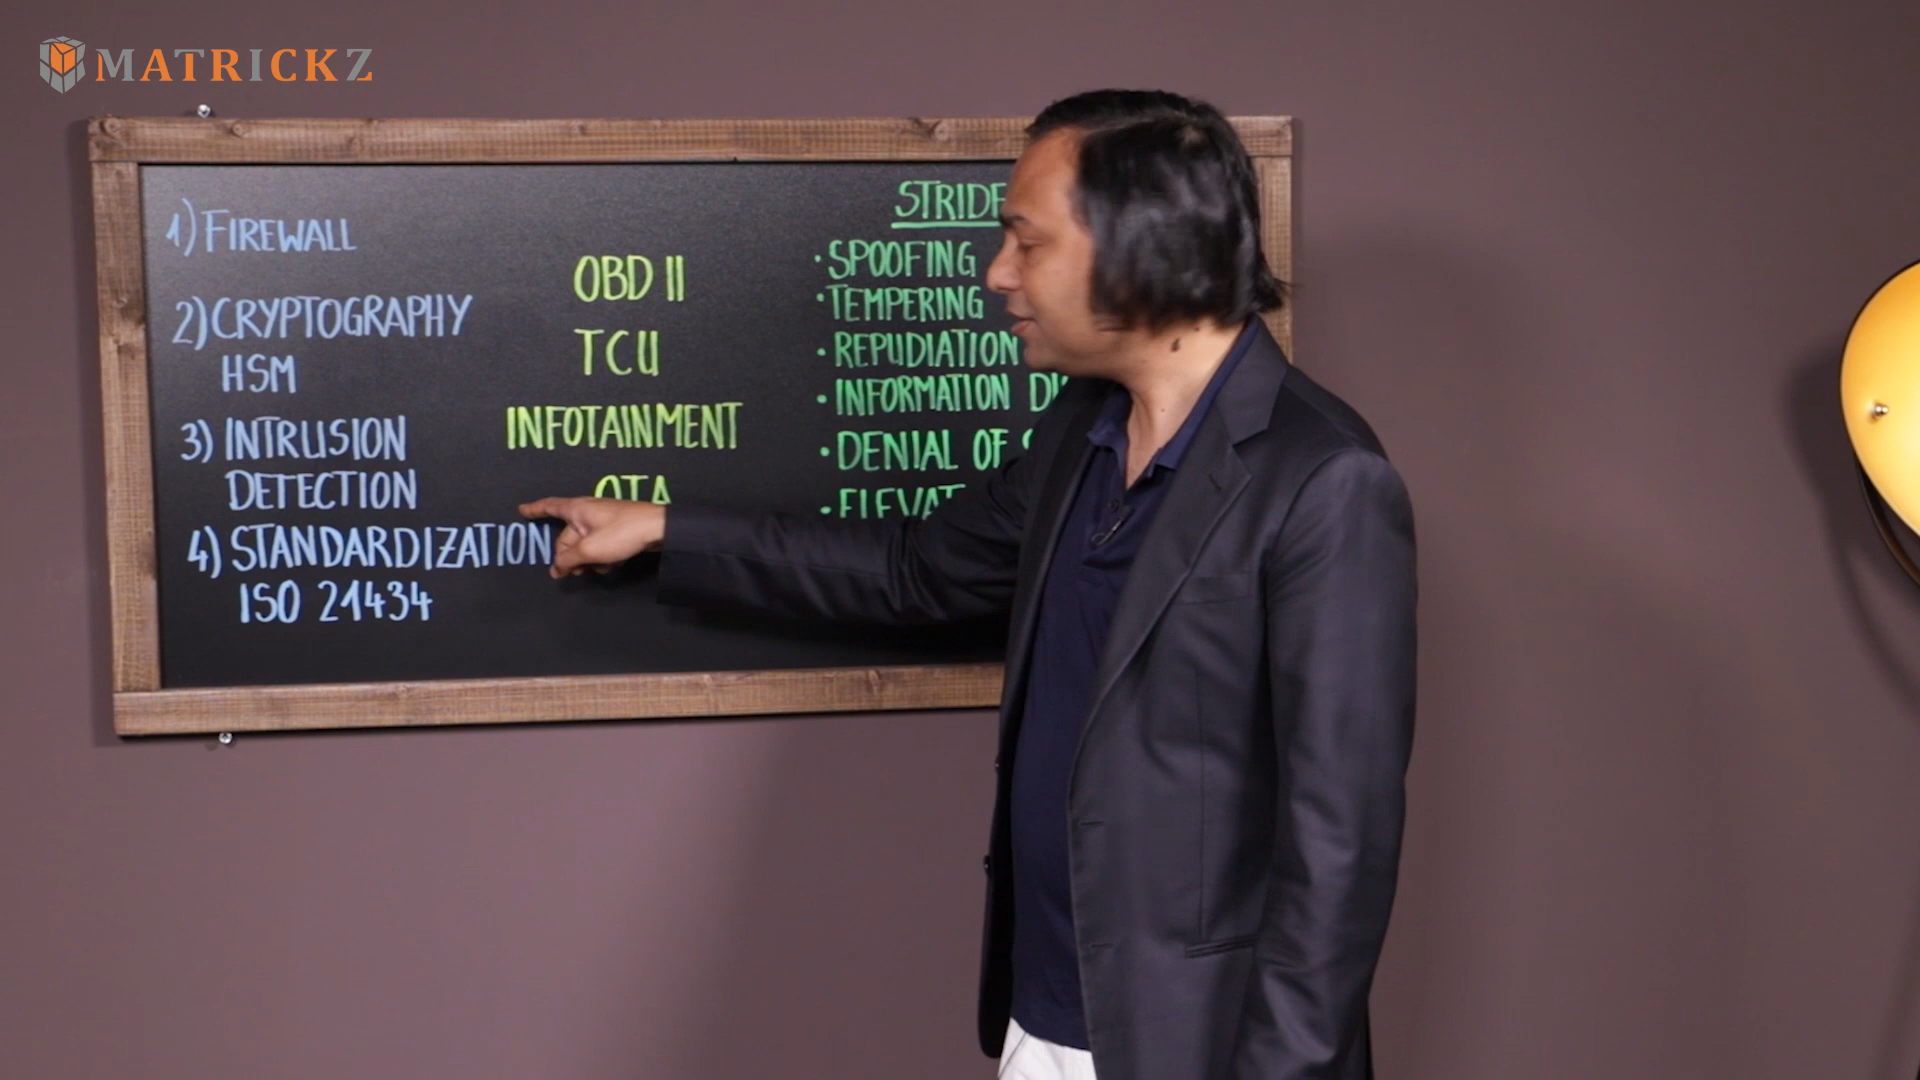 MATRICKZ
1) FIREWALL
2) CRYPTOGRAPHY
HSM
3) INTRUSION
DETECTION
4) STANDARDIZATION
ISO 21434
OBD II
TCU
INFOTAINMENT
OTA
STRIDE
• SPOOFING
• TEMPERING
• REPUDIATION
• INFORMATION
• DENIAL OF